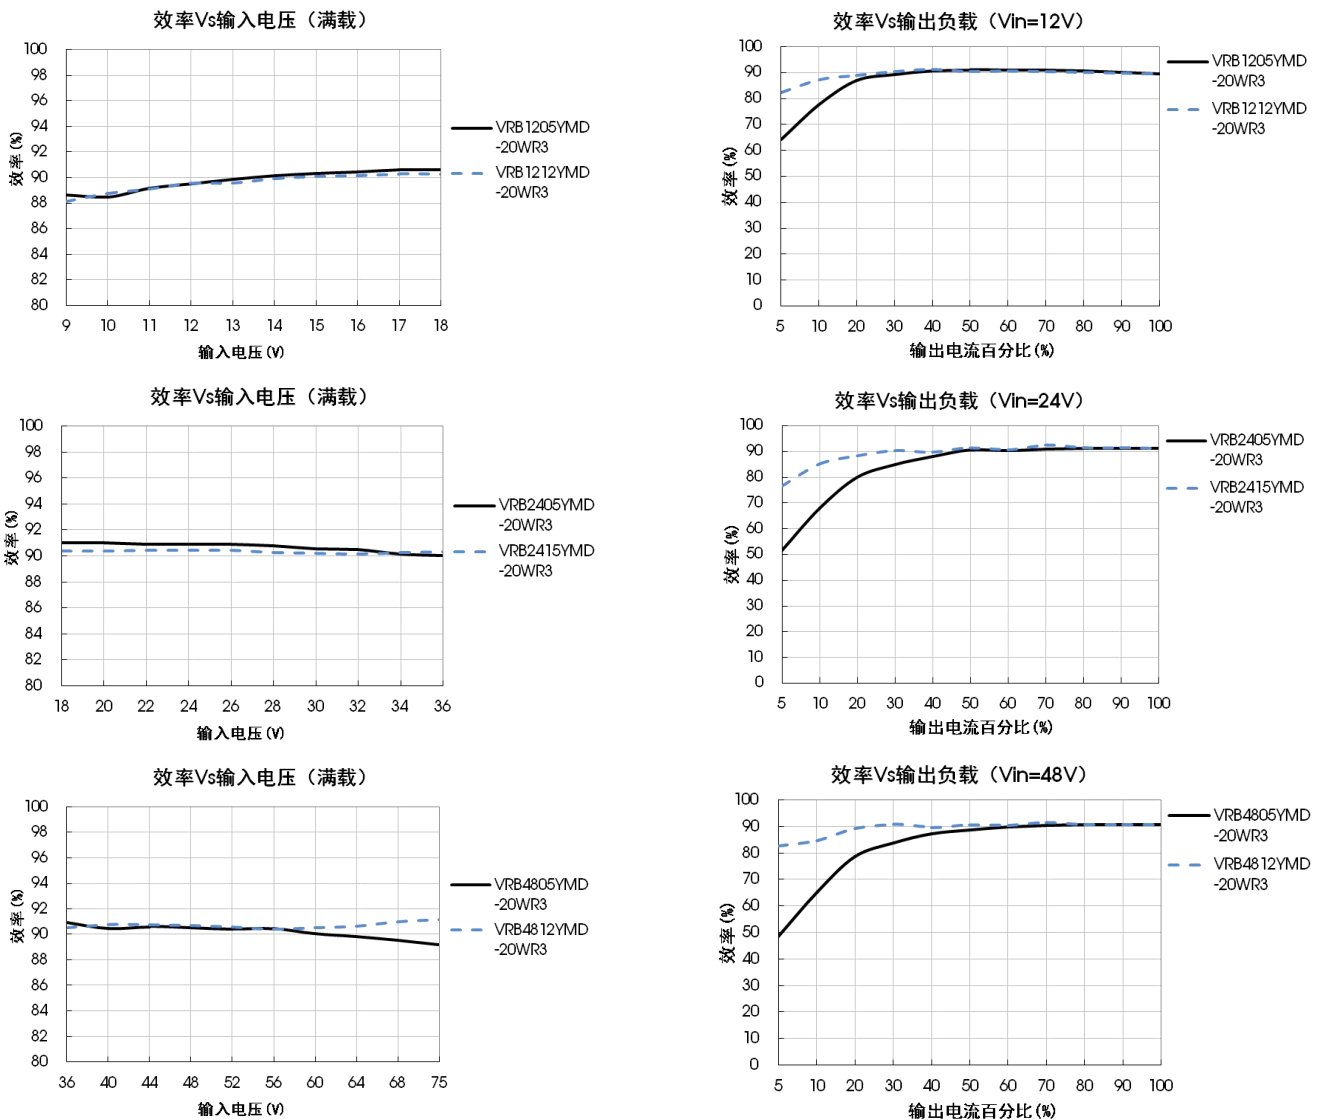 效率Vs输入电压（满载）
100
98
96
94
92
90
88
86
84
82
80
效率(%)
9 10 11 12 13 14 15 16 17 18
输入电压(V)
VRB1205YMD
-20WR3
VRB1212YMD
-20WR3
效率Vs输出负载（Vin=12V）
100
90
80
70
60
50
40
30
20
10
0
效率(%)
5 10 20 30 40 50 60 70 80 90 100
输出电流百分比(%)
VRB1205YMD
-20WR3
VRB1212YMD
-20WR3
效率Vs输入电压（满载）
100
98
96
94
92
90
88
86
84
82
80
效率(%)
18 20 22 24 26 28 30 32 34 36
输入电压(V)
VRB2405YMD
-20WR3
VRB2415YMD
-20WR3
效率Vs输出负载（Vin=24V）
100
90
80
70
60
50
40
30
20
10
0
效率(%)
5 10 20 30 40 50 60 70 80 90 100
输出电流百分比(%)
VRB2405YMD
-20WR3
VRB2415YMD
-20WR3
效率Vs输入电压（满载）
100
98
96
94
92
90
88
86
84
82
80
效率(%)
36 40 44 48 52 56 60 64 68 75
输入电压(V)
VRB4805YMD
-20WR3
VRB4812YMD
-20WR3
效率Vs输出负载（Vin=48V）
100
90
80
70
60
50
40
30
20
10
0
效率(%)
5 10 20 30 40 50 60 70 80 90 100
输出电流百分比(%)
VRB4805YMD
-20WR3
VRB4812YMD
-20WR3